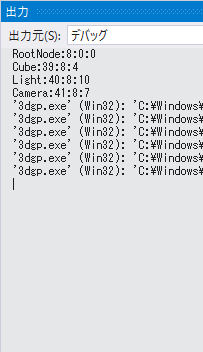 出力
出力元(S): デバッグ
RootNode:8:0:0
Cube:39:8:4
Light:40:8:10
Camera:41:8:7
'3dgp.exe' (Win32): 'C:¥Windows¥
'3dgp.exe' (Win32): 'C:¥Windows¥
'3dgp.exe' (Win32): 'C:¥Windows¥
'3dgp.exe' (Win32): 'C:¥Windows¥
'3dgp.exe' (Win32): 'C:¥Windows¥
'3dgp.exe' (Win32): 'C:¥Windows¥